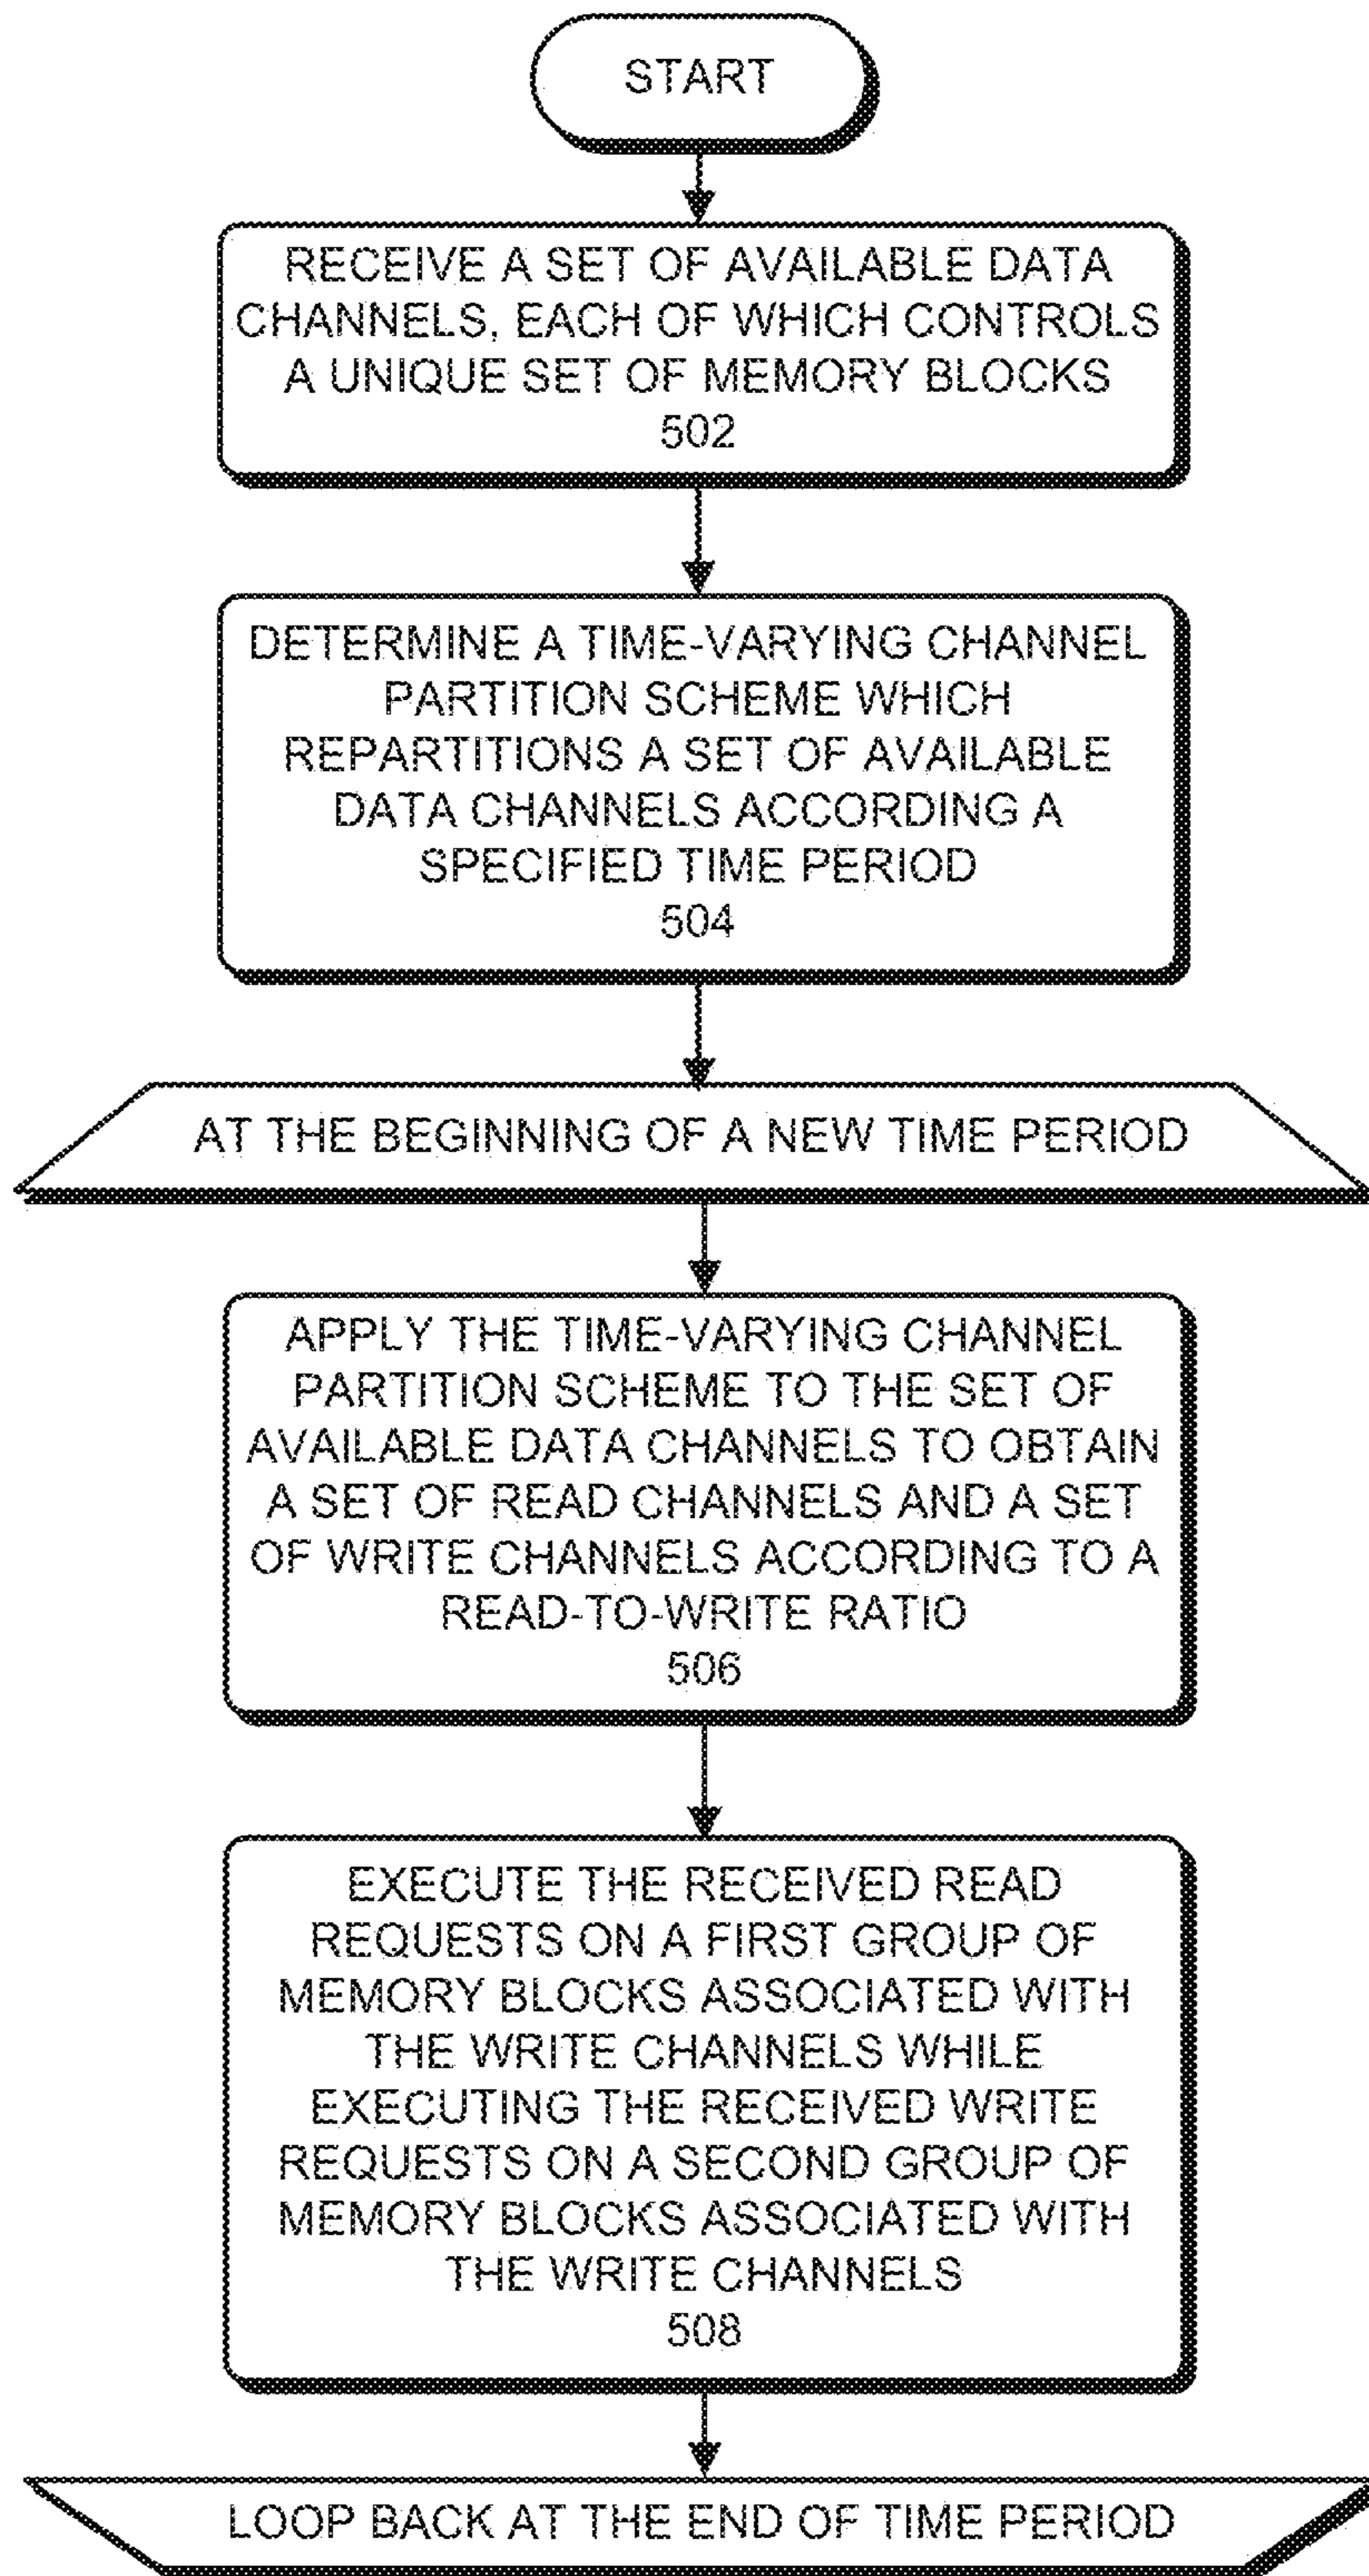 START
RECEIVE A SET OF AVAILABLE DATA
CHANNELS, EACH OF WHICH CONTROLS
A UNIQUE SET OF MEMORY BLOCKS
502
DETERMINE A TIME-VARYING CHANNEL
PARTITION SCHEME WHICH
REPARTITIONS A SET OF AVAILABLE
DATA CHANNELS ACCORDING A
SPECIFIED TIME PERIOD
504
AT THE BEGINNING OF A NEW TIME PERIOD
APPLY THE TIME-VARYING CHANNEL
PARTITION SCHEME TO THE SET OF
AVAILABLE DATA CHANNELS TO OBTAIN
A SET OF READ CHANNELS AND A SET
OF WRITE CHANNELS ACCORDING TO A
READ-TO-WRITE RATIO
506
EXECUTE THE RECEIVED READ
REQUESTS ON A FIRST GROUP OF
MEMORY BLOCKS ASSOCIATED WITH
THE WRITE CHANNELS WHILE
EXECUTING THE RECEIVED WRITE
REQUESTS ON A SECOND GROUP OF
MEMORY BLOCKS ASSOCIATED WITH
THE WRITE CHANNELS
508
LOOP BACK AT THE END OF TIME PERIOD